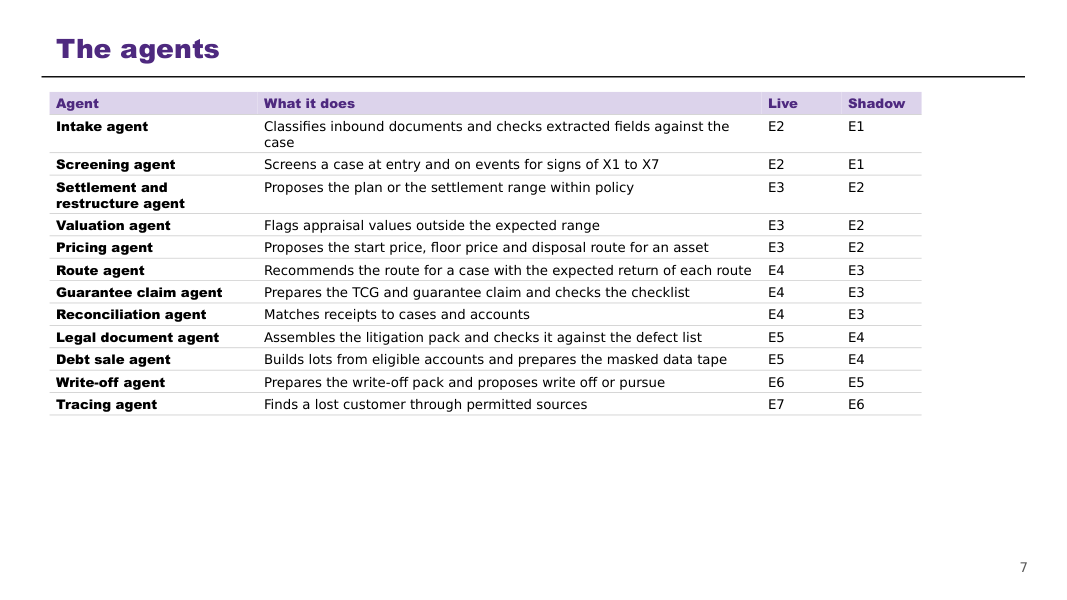 The agents
Agent What it does Live Shadow
Intake agent Classifies inbound documents and checks extracted fields against the E2 E1
case
Screening agent Screens a case at entry and on events for signs of X1 to X7 E2 E1
Settlement and Proposes the plan or the settlement range within policy E3 E2
restructure agent
Valuation agent Flags appraisal values outside the expected range E3 E2
Pricing agent Proposes the start price, floor price and disposal route for an asset E3 E2
Route agent Recommends the route for a case with the expected return of each route E4 E3
Guarantee claim agent Prepares the TCG and guarantee claim and checks the checklist E4 E3
Reconciliation agent Matches receipts to cases and accounts E4 E3
Legal document agent Assembles the litigation pack and checks it against the defect list E5 E4
Debt sale agent Builds lots from eligible accounts and prepares the masked data tape E5 E4
Write-off agent Prepares the write-off pack and proposes write off or pursue E6 E5
Tracing agent Finds a lost customer through permitted sources E7 E6
7